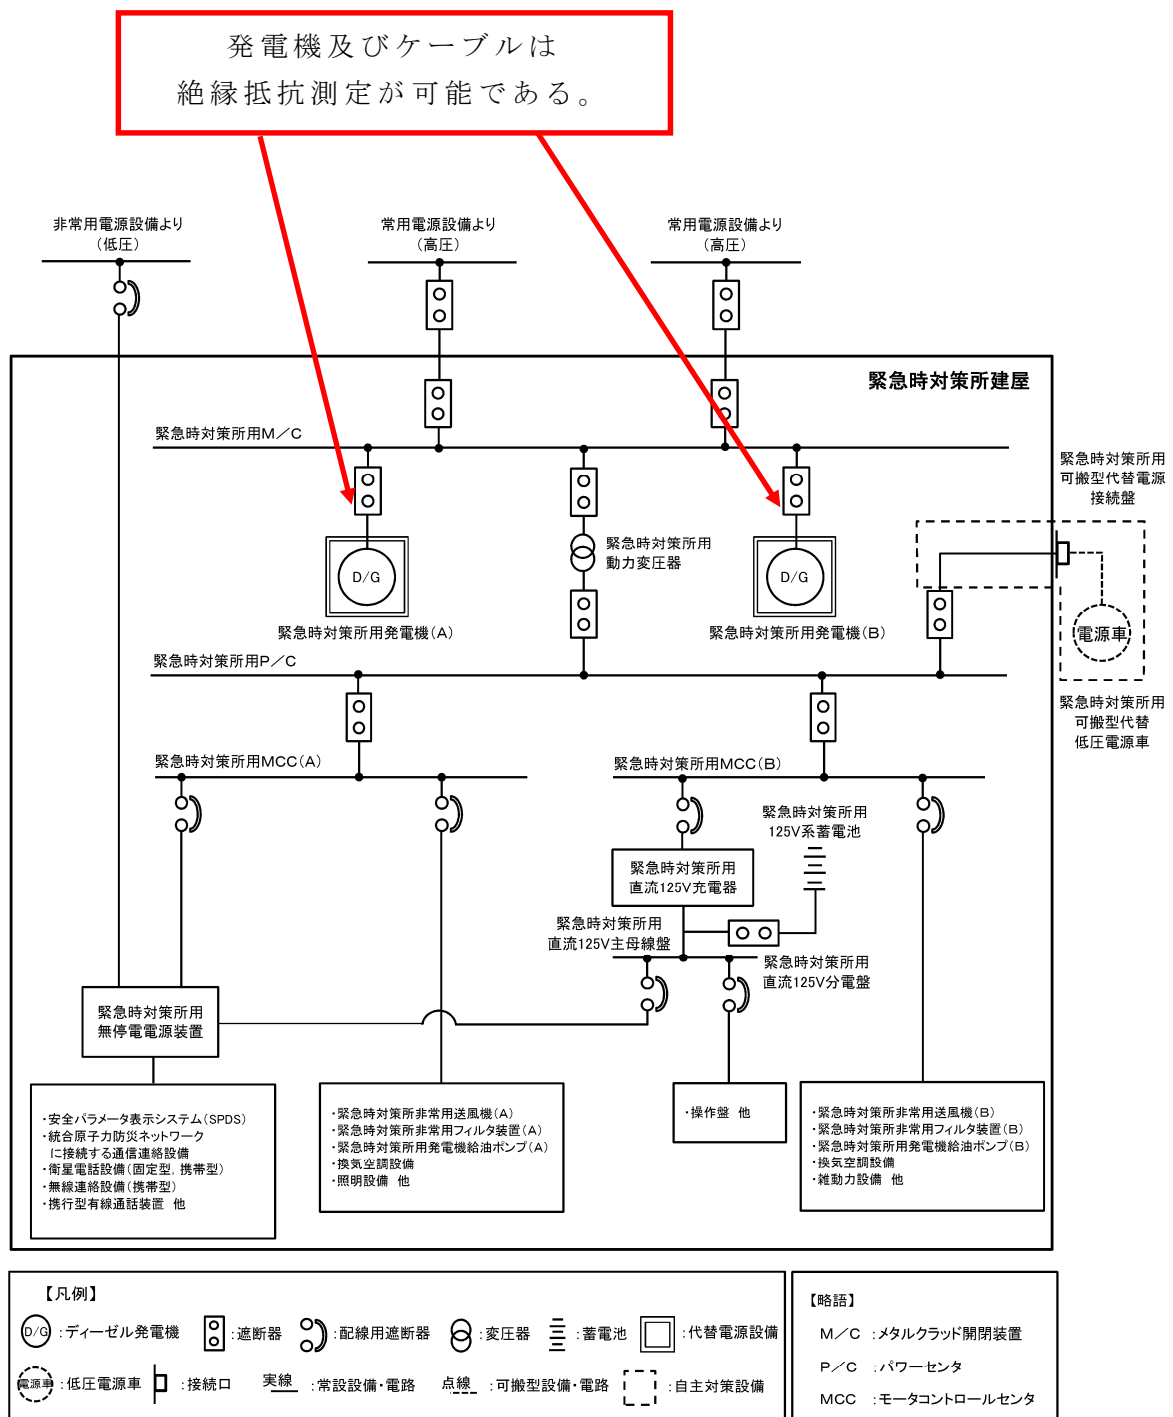 発電機及びケーブルは
絶縁抵抗測定が可能である。
非常用電源設備より
(低圧)
常用電源設備より
(高圧)
常用電源設備より
(高圧)
緊急時対策所建屋
緊急時対策所用M/C
緊急時対策所用
可搬型代替電源
接続盤
緊急時対策所用
動力変圧器
D/G
D/G
緊急時対策所用発電機(A)
緊急時対策所用発電機(B)
電源車
緊急時対策所用P/C
緊急時対策所用
可搬型代替
低圧電源車
緊急時対策所用MCC(A)
緊急時対策所用MCC(B)
緊急時対策所用
125V系蓄電池
緊急時対策所用
直流125V充電器
緊急時対策所用
直流125V主母線盤
緊急時対策所用
直流125V分電盤
緊急時対策所用
無停電電源装置
・安全パラメータ表示システム(SPDS)
・統合原子力防災ネットワーク
に接続する通信連絡設備
・衛星電話設備(固定型, 携帯型)
・無線連絡設備(携帯型)
・携行型有線通話装置 他
・緊急時対策所非常用送風機(A)
・緊急時対策所非常用フィルタ装置(A)
・緊急時対策所用発電機給油ポンプ(A)
・換気空調設備
・照明設備 他
・操作盤 他
・緊急時対策所非常用送風機(B)
・緊急時対策所非常用フィルタ装置(B)
・緊急時対策所用発電機給油ポンプ(B)
・換気空調設備
・雑動力設備 他
【凡例】
D/G :ディーゼル発電機 :遮断器 :配線用遮断器 :変圧器 :蓄電池 :代替電源設備
電源車 :低圧電源車 :接続口 実線 :常設設備・電路 点線 :可搬型設備・電路 :自主対策設備
【略語】
M/C :メタルクラッド開閉装置
P/C :パワーセンタ
MCC :モータコントロールセンタ